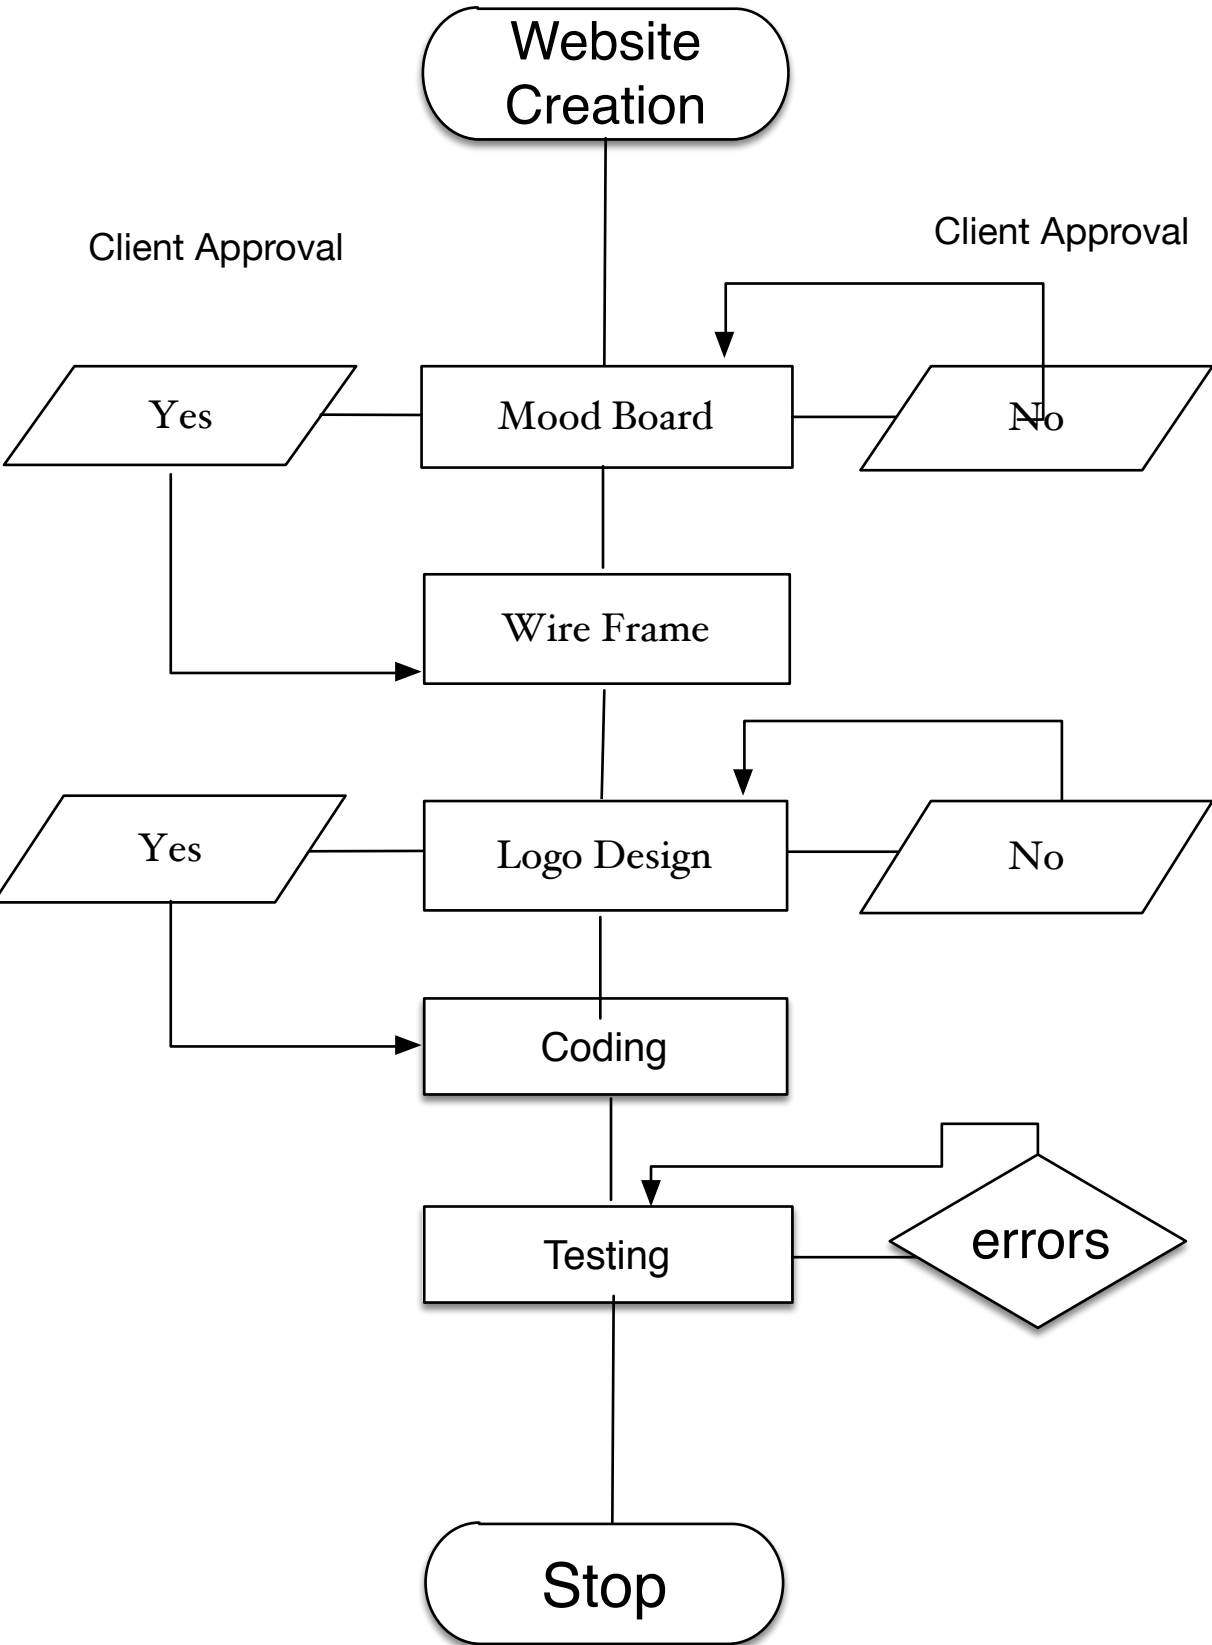 Website
Creation
Client Approval
Client Approval
Yes
Mood Board
No
Wire Frame
Yes
Logo Design
No
Coding
Testing
errors
Stop